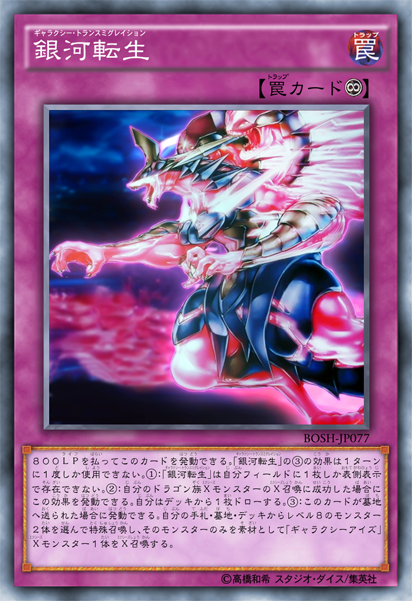 ギャラクシー・トランスミグレイション
銀河転生
トラップ
罠
トラップ
【罠カード∞】
BOSH-JP077
800LPを払ってこのカードを発動できる。「銀河転生」の③の効果は1ターン
に1度しか使用できない。①:「銀河転生」は自分フィールドに1枚しか表側表示
で存在できない。②:自分のドラゴン族XモンスターのX召喚に成功した場合に
この効果を発動できる。自分はデッキから1枚ドローする。③:このカードが墓地
へ送られた場合に発動できる。自分の手札・墓地・デッキからレベル8のモンスター
2体を選んで特殊召喚し、そのモンスターのみを素材として「ギャラクシーアイズ」
Xモンスター1体をX召喚する。
©高橋和希 スタジオ・ダイス/集英社